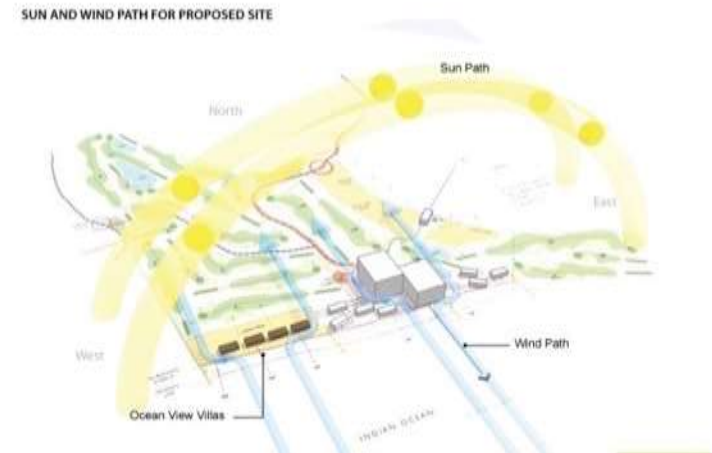 SUN AND WIND PATH FOR PROPOSED SITE
Sun Path
North
East
Wind Path
West
Ocean View Villas
INDIAN OCEAN